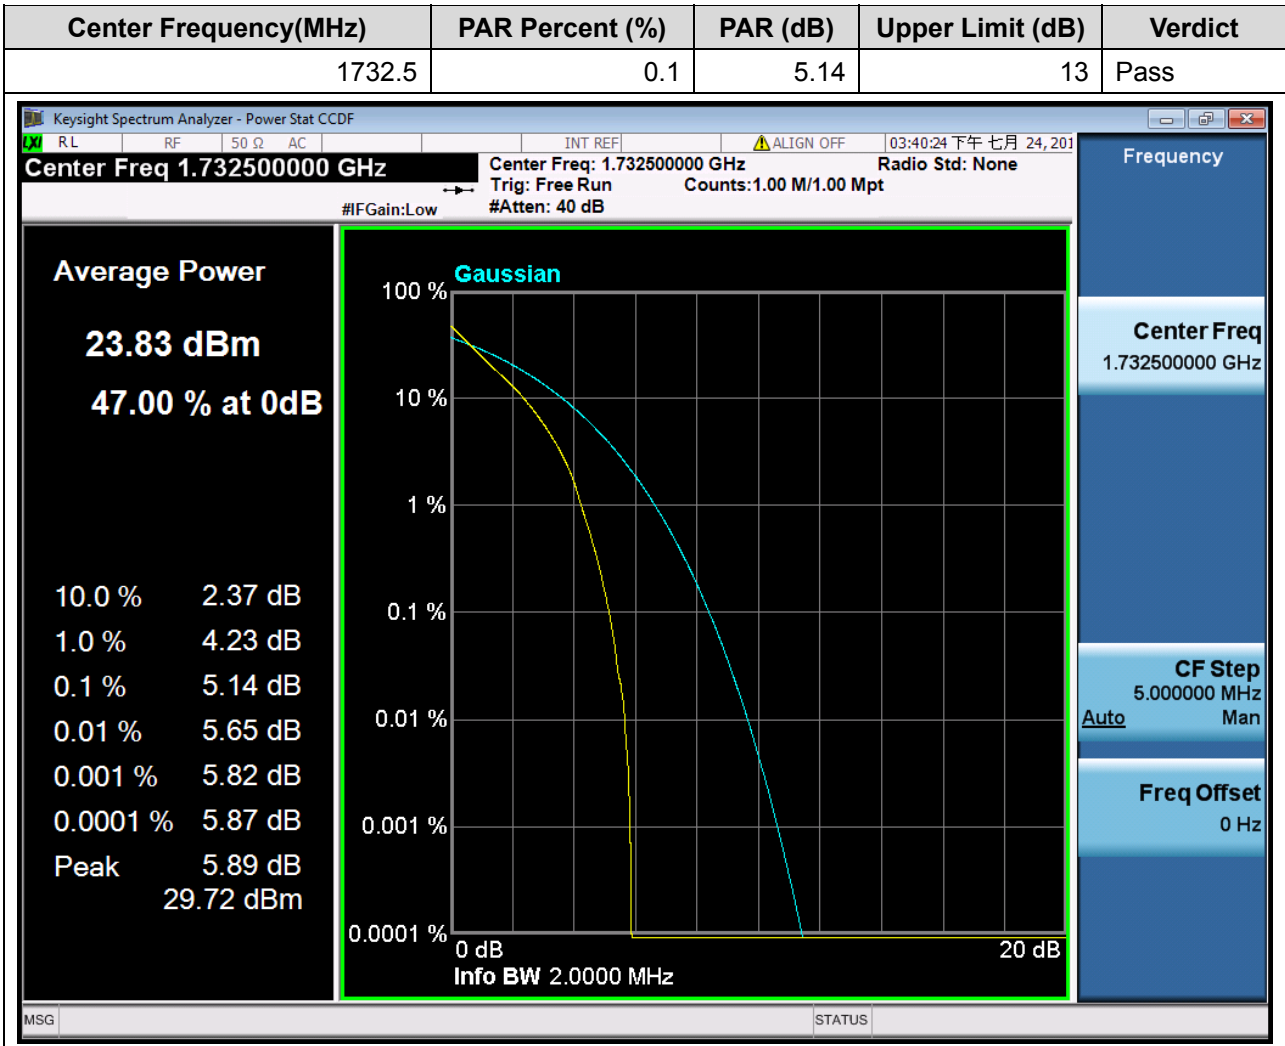 Center Frequency(MHz) PAR Percent (%) PAR (dB) Upper Limit (dB) Verdict
1732.5 0.1 5.14 13 Pass
Keysight Spectrum Analyzer - Power Stat CCDF
LXI RL RF 50 Ω AC INT REF ALIGN OFF 03:40:24 下午 七月 24, 201
Center Freq 1.732500000 GHz
Center Freq: 1.732500000 GHz Radio Std: None
Trig: Free Run Counts:1.00 M/1.00 Mpt
#IFGain:Low #Atten: 40 dB
Frequency
Average Power
23.83 dBm
47.00 % at 0dB
10.0 % 2.37 dB
1.0 % 4.23 dB
0.1 % 5.14 dB
0.01 % 5.65 dB
0.001 % 5.82 dB
0.0001 % 5.87 dB
Peak 5.89 dB
29.72 dBm
Gaussian
100 %
10 %
1 %
0.1 %
0.01 %
0.001 %
0.0001 %
0 dB 20 dB
Info BW 2.0000 MHz
Center Freq
1.732500000 GHz
CF Step
5.000000 MHz
Auto Man
Freq Offset
0 Hz
MSG STATUS